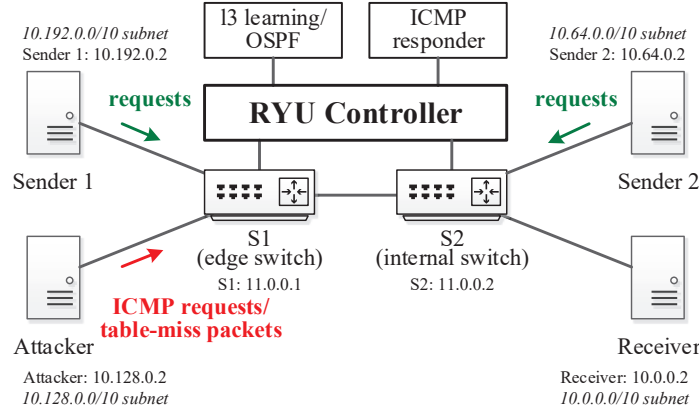 10.192.0.0/10 subnet
Sender 1: 10.192.0.2
l3 learning/
OSPF
ICMP
responder
10.64.0.0/10 subnet
Sender 2: 10.64.0.2
requests
RYU Controller
requests
Sender 1
Sender 2
S1
(edge switch)
S1: 11.0.0.1
S2
(internal switch)
S2: 11.0.0.2
ICMP requests/
table-miss packets
Attacker
Receiver
Attacker: 10.128.0.2
10.128.0.0/10 subnet
Receiver: 10.0.0.2
10.0.0.0/10 subnet